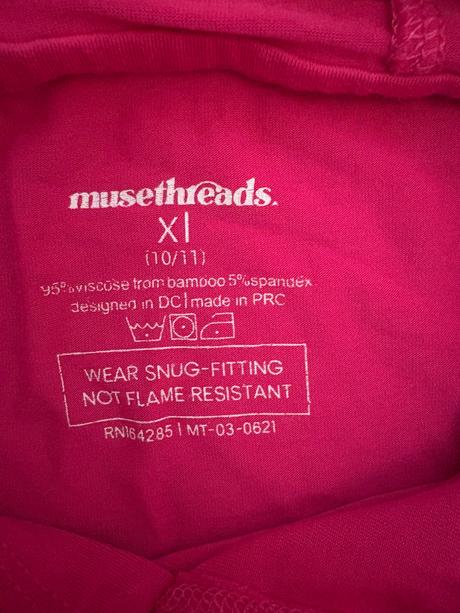 musethreads.
Xl
(10/11)
95% viscose from bamboo 5% spandex
designed in DC | made in PRC
WEAR SNUG-FITTING
NOT FLAME RESISTANT
RN164285 | MT-03-0621